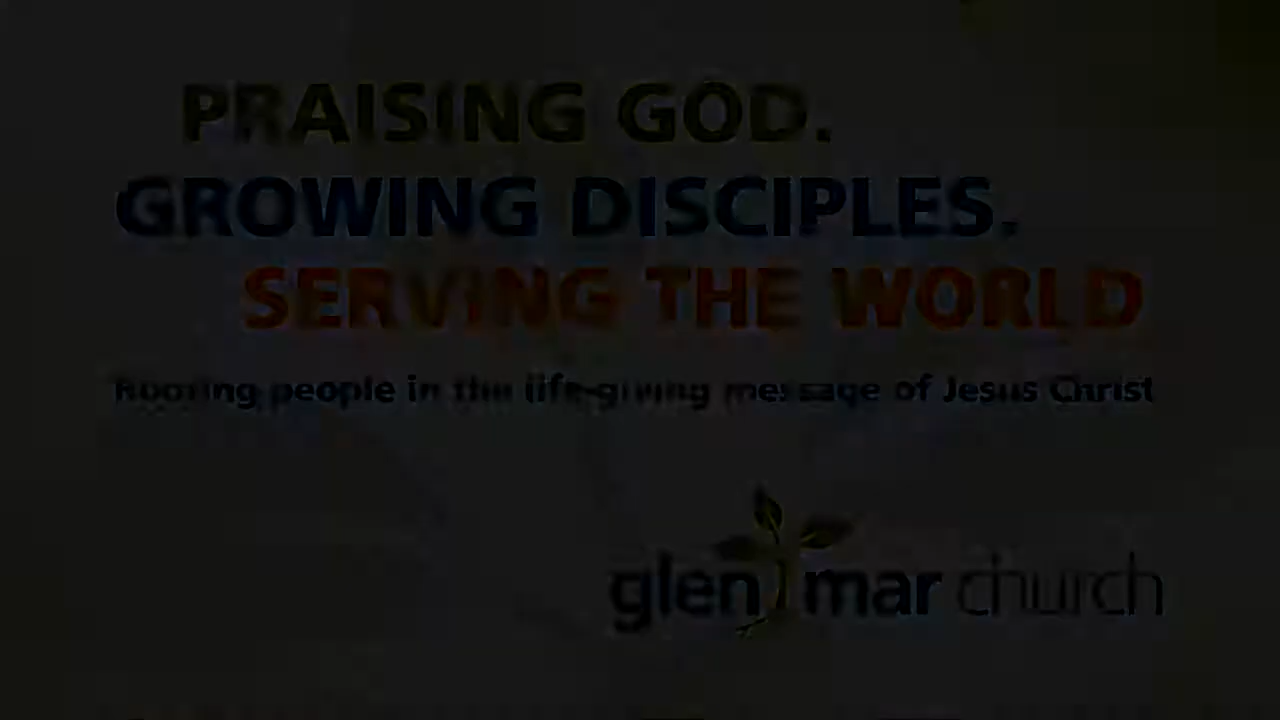 PRAISING GOD.
GROWING DISCIPLES.
SERVING THE WORLD
Rooting people in the life-giving message of Jesus Christ
glen mar church